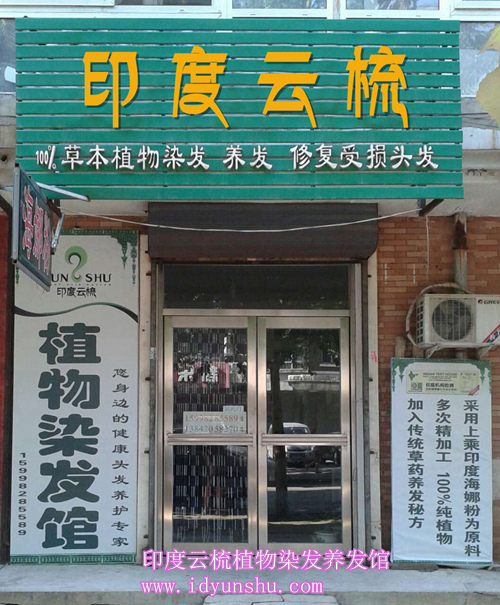 印度云梳
100% 草本植物染发 养发 修复受损头发
YUN SHU
印度云梳
植物染发馆
您身边的健康头发养护专家
15998285589
采用上乘印度海娜粉为原料
多次精加工 100%纯植物
加入传统草药养发秘方
GREE
印度云梳植物染发养发馆
www.idyunshu.com